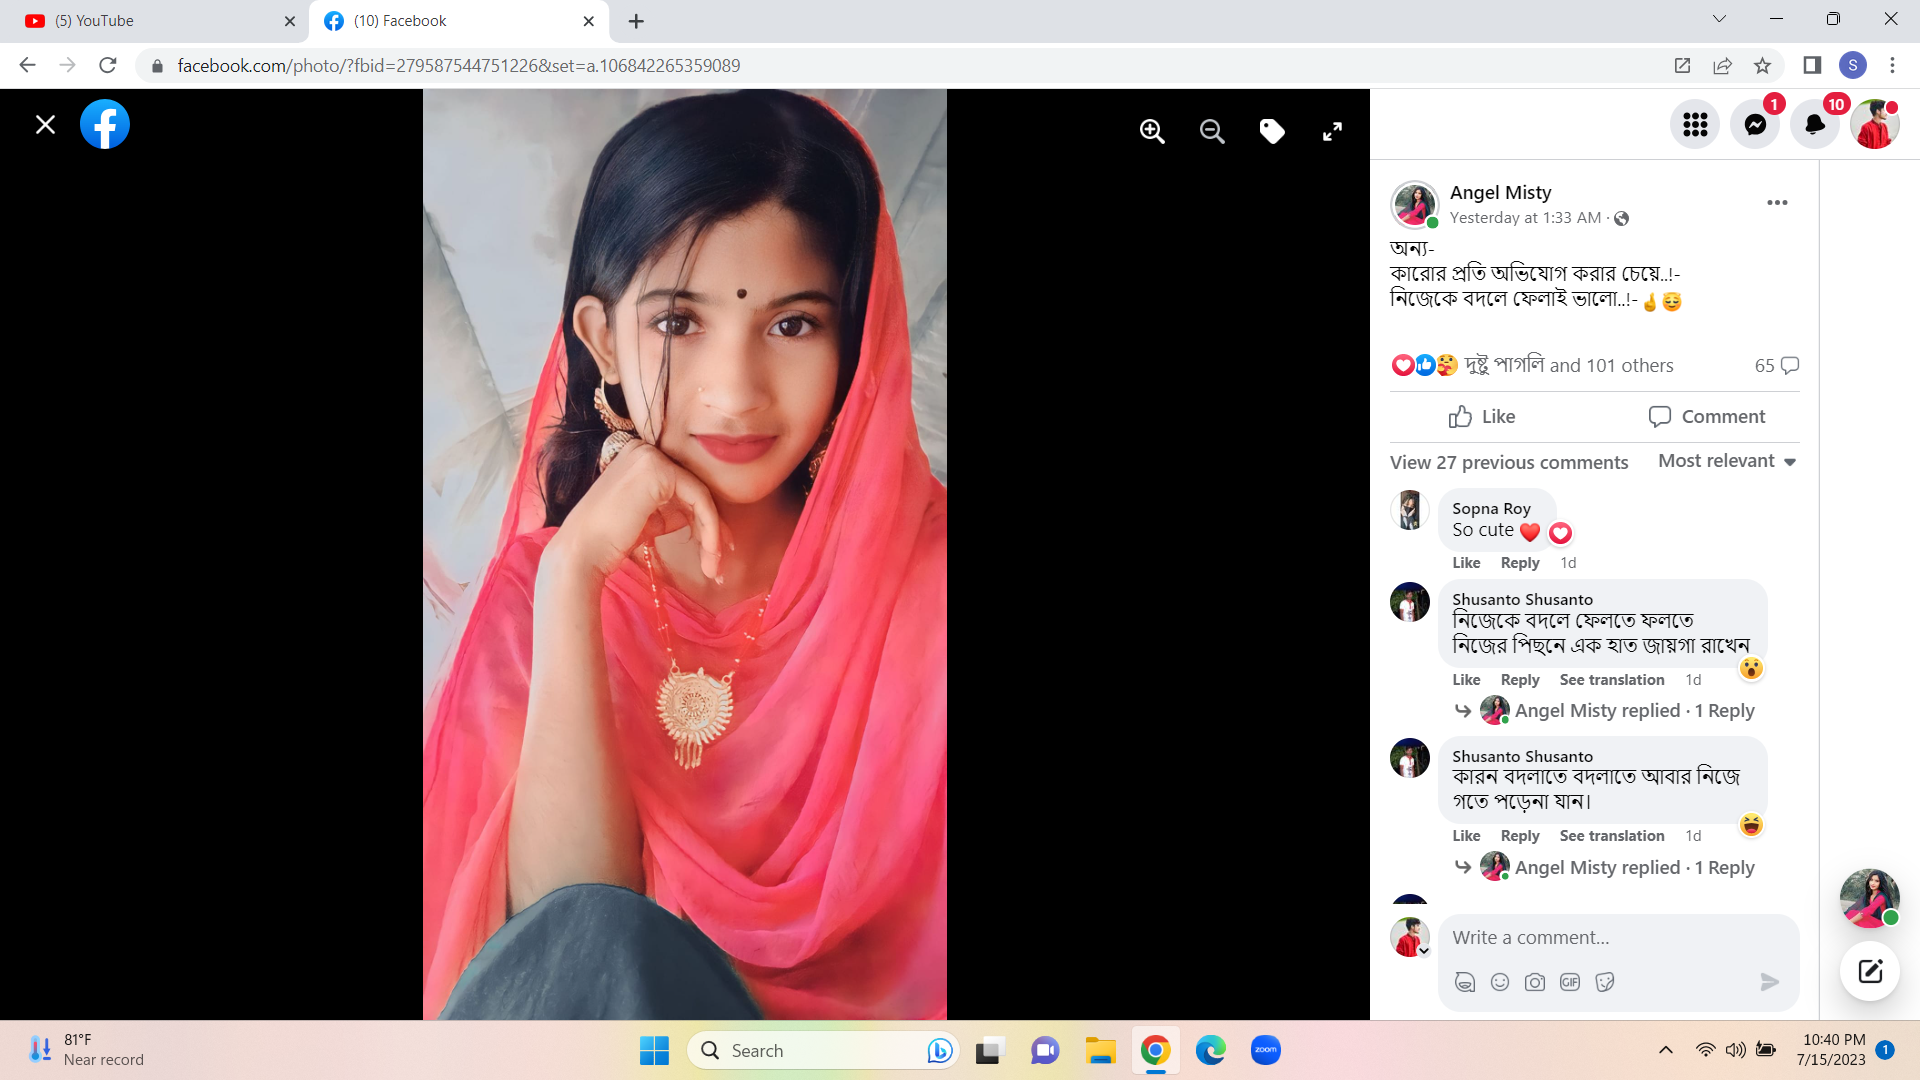 (5) YouTube
(10) Facebook
facebook.com/photo/?fbid=279587544751226&set=a.106842265359089
1
10
Angel Misty
Yesterday at 1:33 AM ·
অন্য-
কারোর প্রতি অভিযোগ করার চেয়ে..!-
নিজেকে বদলে ফেলাই ভালো..!-🤞😇
দুষ্টু পাগলি and 101 others
65
Like
Comment
View 27 previous comments
Most relevant
Sopna Roy
So cute ❤️
Like Reply 1d
Shusanto Shusanto
নিজেকে বদলে ফেলতে ফলতে
নিজের পিছনে এক হাত জায়গা রাখেন
Like Reply See translation 1d
Angel Misty replied · 1 Reply
Shusanto Shusanto
কারন বদলাতে বদলাতে আবার নিজে
গতে পড়েনা যান।
Like Reply See translation 1d
Angel Misty replied · 1 Reply
Write a comment...
GIF
S
81°F
Near record
Search
zoom
10:40 PM
7/15/2023
1